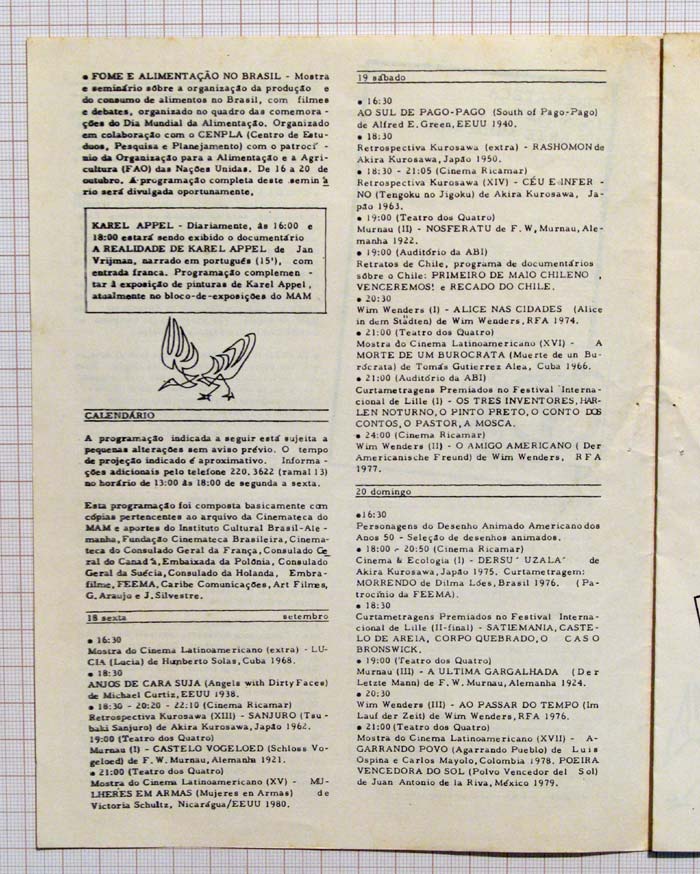 • FOME E ALIMENTAÇÃO NO BRASIL - Mostra
e seminário sôbre a organização da produção e
do consumo de alimentos no Brasil, com filmes
e debates, organizado no quadro das comemora-
ções do Dia Mundial da Alimentação. Organizado
em colaboração com o CENPLA (Centro de Estu-
duos, Pesquisa e Planejamento) com o patrocí -
nio da Organização para a Alimentação e a Agri-
cultura (FAO) das Nações Unidas. De 16 a 20 de
outubro. A programação completa deste seminá
rio será divulgada oportunamente.
KAREL APPEL - Diariamente, às 16:00 e
18:00 estará sendo exibido o documentário
A REALIDADE DE KAREL APPEL de Jan
Vrijman, narrado em português (15'), com
entrada franca. Programação complemen -
tar à exposição de pinturas de Karel Appel,
atualmente no bloco-de-exposições do MAM
CALENDÁRIO
A programação indicada a seguir está sujeita a
pequenas alterações sem aviso prévio. O tempo
de projeção indicado é aproximativo. Informa -
ções adicionais pelo telefone 220.3622 (ramal 13)
no horário de 13:00 às 18:00 de segunda a sexta.
Esta programação foi composta basicamente com
cópias pertencentes ao arquivo da Cinemateca do
MAM e aportes do Instituto Cultural Brasil-Ale-
manha, Fundação Cinemateca Brasileira, Cinema-
teca do Consulado Geral da França, Consulado Ge
ral do Canadá, Embaixada da Polônia, Consulado
Geral da Suécia, Consulado da Holanda, Embra-
filme, FEEMA, Caribe Comunicações, Art Films,
G. Araujo e J. Silvestre.
18 sexta setembro
• 16:30
Mostra do Cinema Latinoamericano (extra) - LU-
CIA (Lucia) de Humberto Solas, Cuba 1968.
• 18:30
ANJOS DE CARA SUJA (Angels with Dirty Faces)
de Michael Curtiz, EEUU 1938.
• 18:30 - 20:20 - 22:10 (Cinema Ricamar)
Retrospectiva Kurosawa (XIII) - SANJURO (Tsu -
baki Sanjuro) de Akira Kurosawa, Japão 1962.
19:00 (Teatro dos Quatro)
Murnau (I) - CASTELO VOGELOED (Schloss Vo-
geloed) de F. W. Murnau, Alemanha 1921.
• 21:00 (Teatro dos Quatro)
Mostra do Cinema Latinoamericano (XV) - MU-
LHERES EM ARMAS (Mujeres en Armas) de
Victoria Schultz, Nicarágua/EEUU 1980.
19 sábado
• 16:30
AO SUL DE PAGO-PAGO (South of Pago-Pago)
de Alfred E. Green, EEUU 1940.
• 18:30
Retrospectiva Kurosawa (extra) - RASHOMON de
Akira Kurosawa, Japão 1950.
• 18:30 - 21:05 (Cinema Ricamar)
Retrospectiva Kurosawa (XIV) - CÉU E INFER -
NO (Tengoku no Jigoku) de Akira Kurosawa, Ja-
pão 1963.
• 19:00 (Teatro dos Quatro)
Murnau (II) - NOSFERATU de F. W. Murnau, Ale-
manha 1922.
• 19:00 (Auditório da ABI)
Retratos de Chile, programa de documentários
sôbre o Chile: PRIMEIRO DE MAIO CHILENO ,
VENCEREMOS! e RECADO DO CHILE.
• 20:30
Wim Wenders (I) - ALICE NAS CIDADES (Alice
in dem Städten) de Wim Wenders, RFA 1974.
• 21:00 (Teatro dos Quatro)
Mostra do Cinema Latinoamericano (XVI) - A
MORTE DE UM BUROCRATA (Muerte de un Bu-
rócrata) de Tomás Gutierrez Alea, Cuba 1966.
• 21:00 (Auditório da ABI)
Curtametragens Premiados no Festival Interna-
cional de Lille (I) - OS TRES INVENTORES, HAR-
LEN NOTURNO, O PINTO PRETO, O CONTO DOS
CONTOS, O PASTOR, A MOSCA.
• 24:00 (Cinema Ricamar)
Wim Wenders (II) - O AMIGO AMERICANO ( Der
Americanische Freund) de Wim Wenders, RFA
1977.
20 domingo
•16:30
Personagens do Desenho Animado Americano dos
Anos 50 - Seleção de desenhos animados.
• 18:00 - 20:50 (Cinema Ricamar)
Cinema & Ecologia (I) - DERSU´ UZALA´ de
Akira Kurosawa, Japão 1975. Curtametragem:
MORRENDO de Dilma Lóes, Brasil 1976. (Pa-
trocínio da FEEMA).
• 18:30
Curtametragens Premiados no Festival Interna-
cional de Lille (II-final) - SATIEMANIA, CASTE-
LO DE AREIA, CORPO QUEBRADO, O CASO
BRONSWICK.
• 19:00 (Teatro dos Quatro)
Murnau (III) - A ULTIMA GARGALHADA (Der
Letzte Mann) de F. W. Murnau, Alemanha 1924.
• 20:30
Wim Wenders (III) - AO PASSAR DO TEMPO (Im
Lauf der Zeit) de Wim Wenders, RFA 1976.
• 21:00 (Teatro dos Quatro)
Mostra do Cinema Latinoamericano (XVII) - A-
GARRANDO POVO (Agarrando Pueblo) de Luis
Ospina e Carlos Mayolo, Colombia 1978. POEIRA
VENCEDORA DO SOL (Polvo Vencedor del Sol)
de Juan Antonio de la Riva, México 1979.